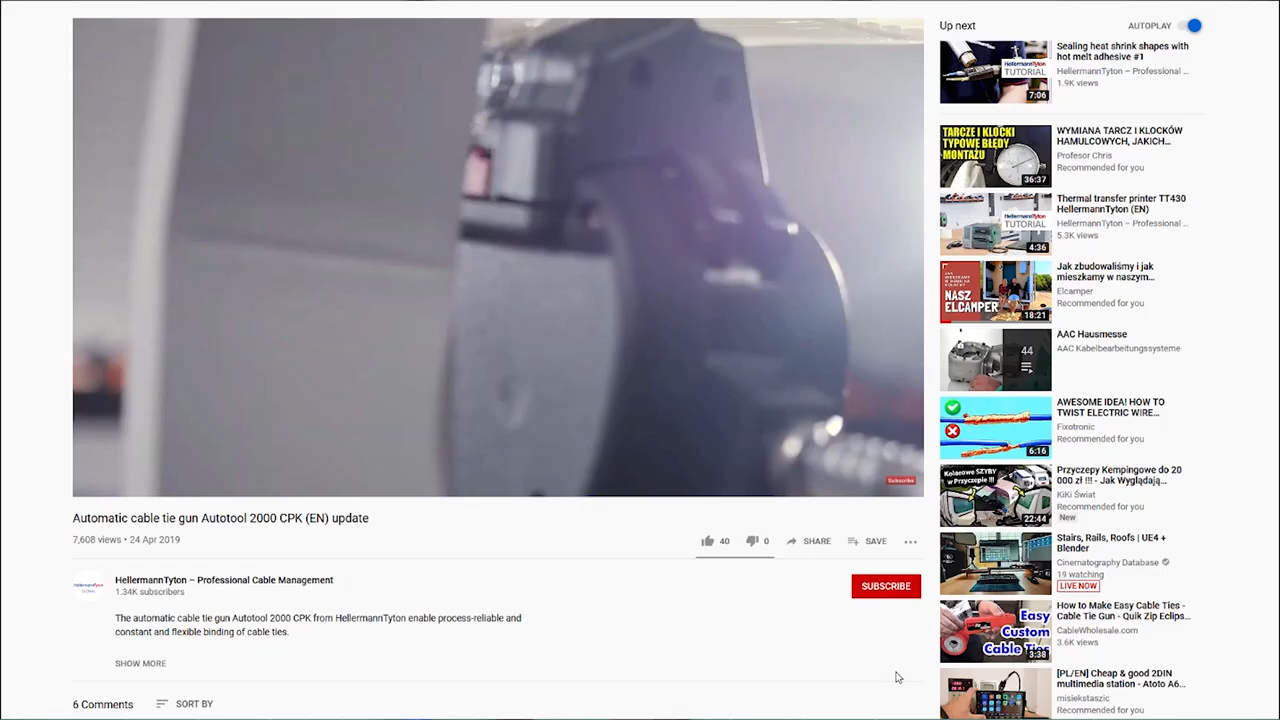 Subscribe
Automatic cable tie gun Autotool 2000 CPK (EN) update
7,608 views • 24 Apr 2019
40
0
SHARE
SAVE
HellermannTyton – Professional Cable Management
1.34K subscribers
SUBSCRIBE
The automatic cable tie gun Autotool 2000 CPK from HellermannTyton enable process-reliable and
constant and flexible binding of cable ties.
SHOW MORE
6 Comments
SORT BY
Up next
AUTOPLAY
HellermannTyton
TUTORIAL
7:06
Sealing heat shrink shapes with
hot melt adhesive #1
HellermannTyton – Professional ...
1.9K views
TARCZE I KLOCKI
TYPOWE BŁĘDY
MONTAŻU
36:37
WYMIANA TARCZ I KLOCKÓW
HAMULCOWYCH, JAKICH...
Profesor Chris
Recommended for you
HellermannTyton
TUTORIAL
4:36
Thermal transfer printer TT430
HellermannTyton (EN)
HellermannTyton – Professional ...
5.3K views
NASZ
ELCAMPER
18:21
Jak zbudowaliśmy i jak
mieszkamy w naszym...
Elcamper
Recommended for you
44
AAC Hausmesse
AAC Kabelbearbeitungssysteme
6:16
AWESOME IDEA! HOW TO
TWIST ELECTRIC WIRE...
Fixotronic
Recommended for you
Kolorowe SZYBY
w Przyczepie !!!
22:44
Przyczepy Kempingowe do 20
000 zł !!! - Jak Wyglądają...
KiKi Świat
Recommended for you
New
Stairs, Rails, Roofs | UE4 +
Blender
Cinematography Database
19 watching
LIVE NOW
Easy
Custom
Cable Ties
3:38
How to Make Easy Cable Ties -
Cable Tie Gun - Quik Zip Eclips...
CableWholesale.com
3.6K views
[PL/EN] Cheap & good 2DIN
multimedia station - Atoto A6...
misiekstaszic
Recommended for you